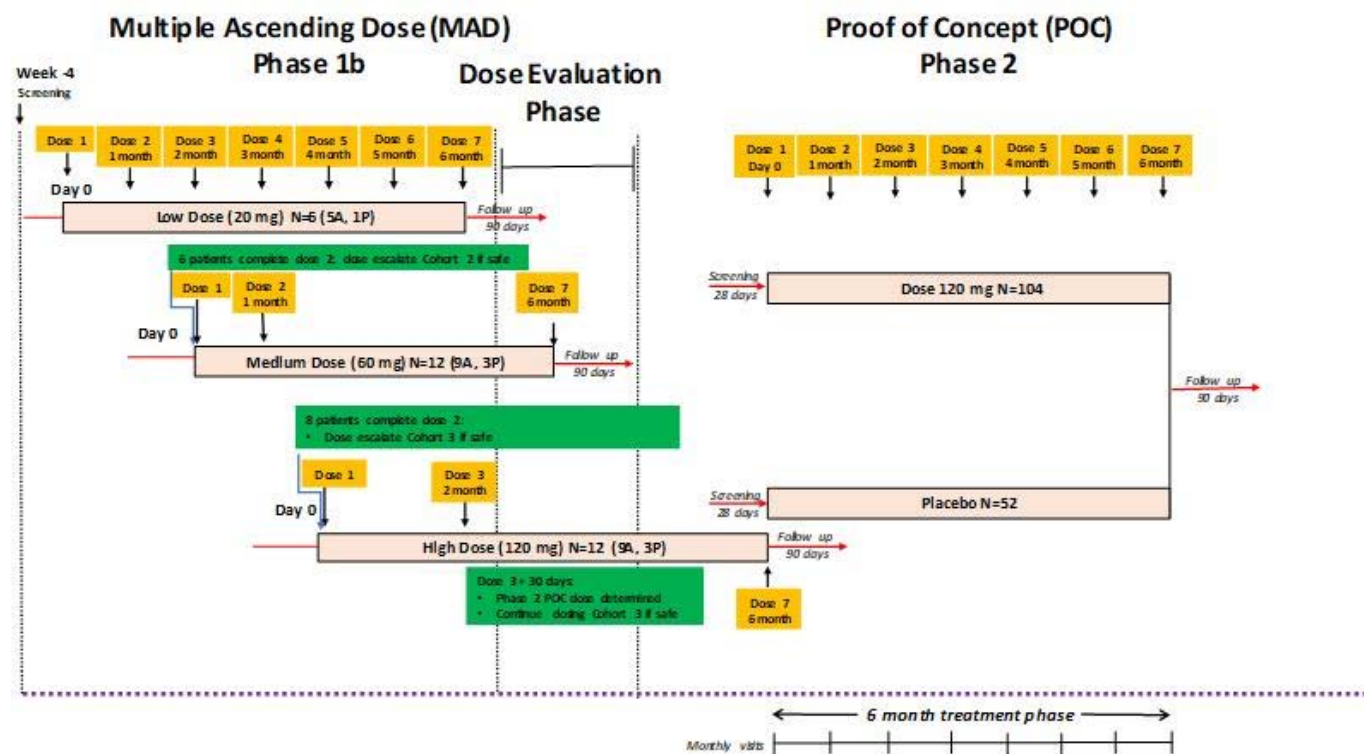 Multiple Ascending Dose (MAD)
Phase 1b
Proof of Concept (POC)
Phase 2
Week -4
Screening
Dose Evaluation
Phase
Dose 1
Dose 2
1 month
Dose 3
2 month
Dose 4
3 month
Dose 5
4 month
Dose 6
5 month
Dose 7
6 month
Dose 1
Day 0
Dose 2
1 month
Dose 3
2 month
Dose 4
3 month
Dose 5
4 month
Dose 6
5 month
Dose 7
6 month
Day 0
Low Dose (20 mg) N=6 (5A, 1P)
Follow up
90 days
6 patients complete dose 2, dose escalate Cohort 2 if safe
Dose 1
Dose 2
1 month
Dose 7
6 month
Screening
28 days
Dose 120 mg N=104
Day 0
Medium Dose (60 mg) N=12 (9A, 3P)
Follow up
90 days
Follow up
90 days
8 patients complete dose 2:
• Dose escalate Cohort 3 if safe
Dose 1
Dose 3
2 month
Day 0
Screening
28 days
Placebo N=52
High Dose (120 mg) N=12 (9A, 3P)
Follow up
90 days
Dose 3+ 30 days
• Phase 2 POC dose determined
• Continue dosing Cohort 3 if safe
Dose 7
6 month
6 month treatment phase
Monthly visits